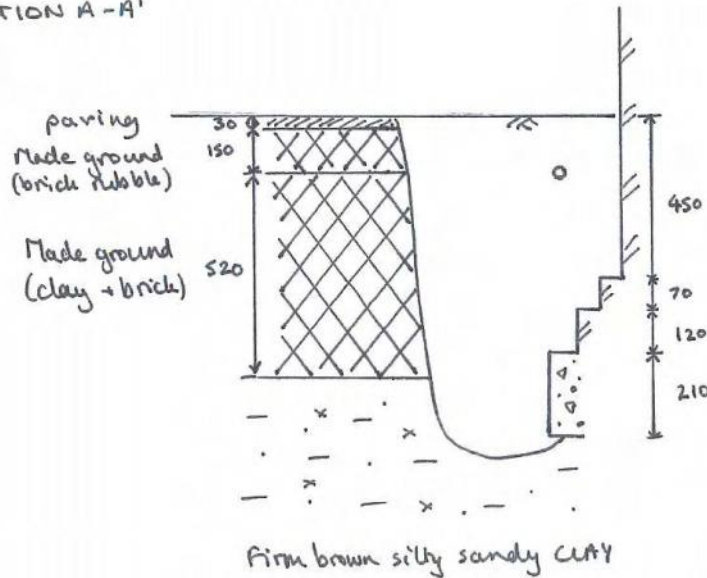 TION A-A'
paving
Made ground
(brick rubble)
Made ground
(clay + brick)
30
150
520
450
70
120
210
Firm brown silty sandy CLAY